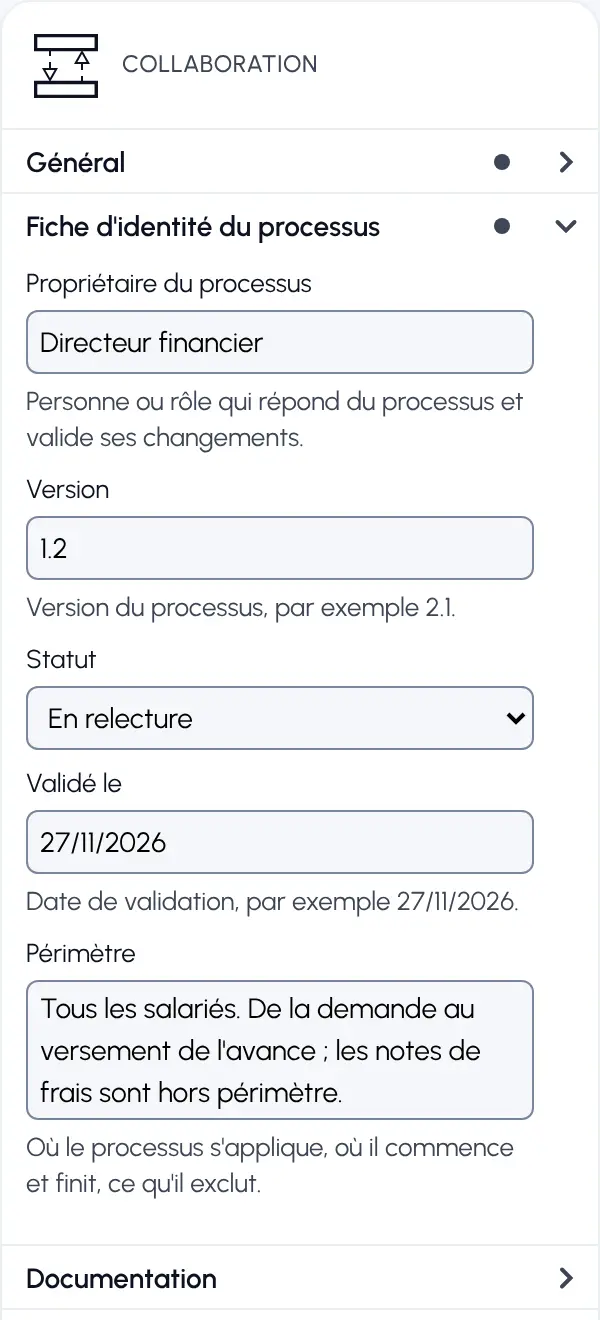 COLLABORATION
Général
Fiche d'identité du processus
Propriétaire du processus
Directeur financier
Personne ou rôle qui répond du processus et
valide ses changements.
Version
1.2
Version du processus, par exemple 2.1.
Statut
En relecture
Validé le
27/11/2026
Date de validation, par exemple 27/11/2026.
Périmètre
Tous les salariés. De la demande au
versement de l'avance ; les notes de
frais sont hors périmètre.
Où le processus s'applique, où il commence
et finit, ce qu'il exclut.
Documentation